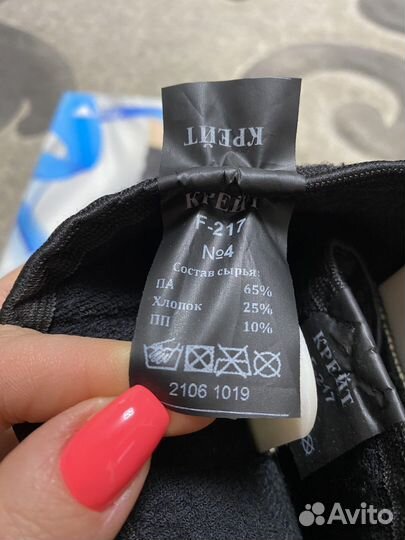 КРЕЙТ
КРЕЙТ
F-217
№4
Состав сырья:
ПА 65%
Хлопок 25%
ПП 10%
2106 1019
КРЕЙТ
Avito